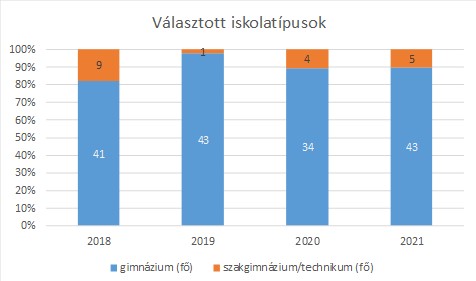 Választott iskolatípusok
100%
90%
80%
70%
60%
50%
40%
30%
20%
10%
0%
9 1 4 5
41 43 34 43
2018 2019 2020 2021
gimnázium (fő) szakgimnázium/technikum (fő)